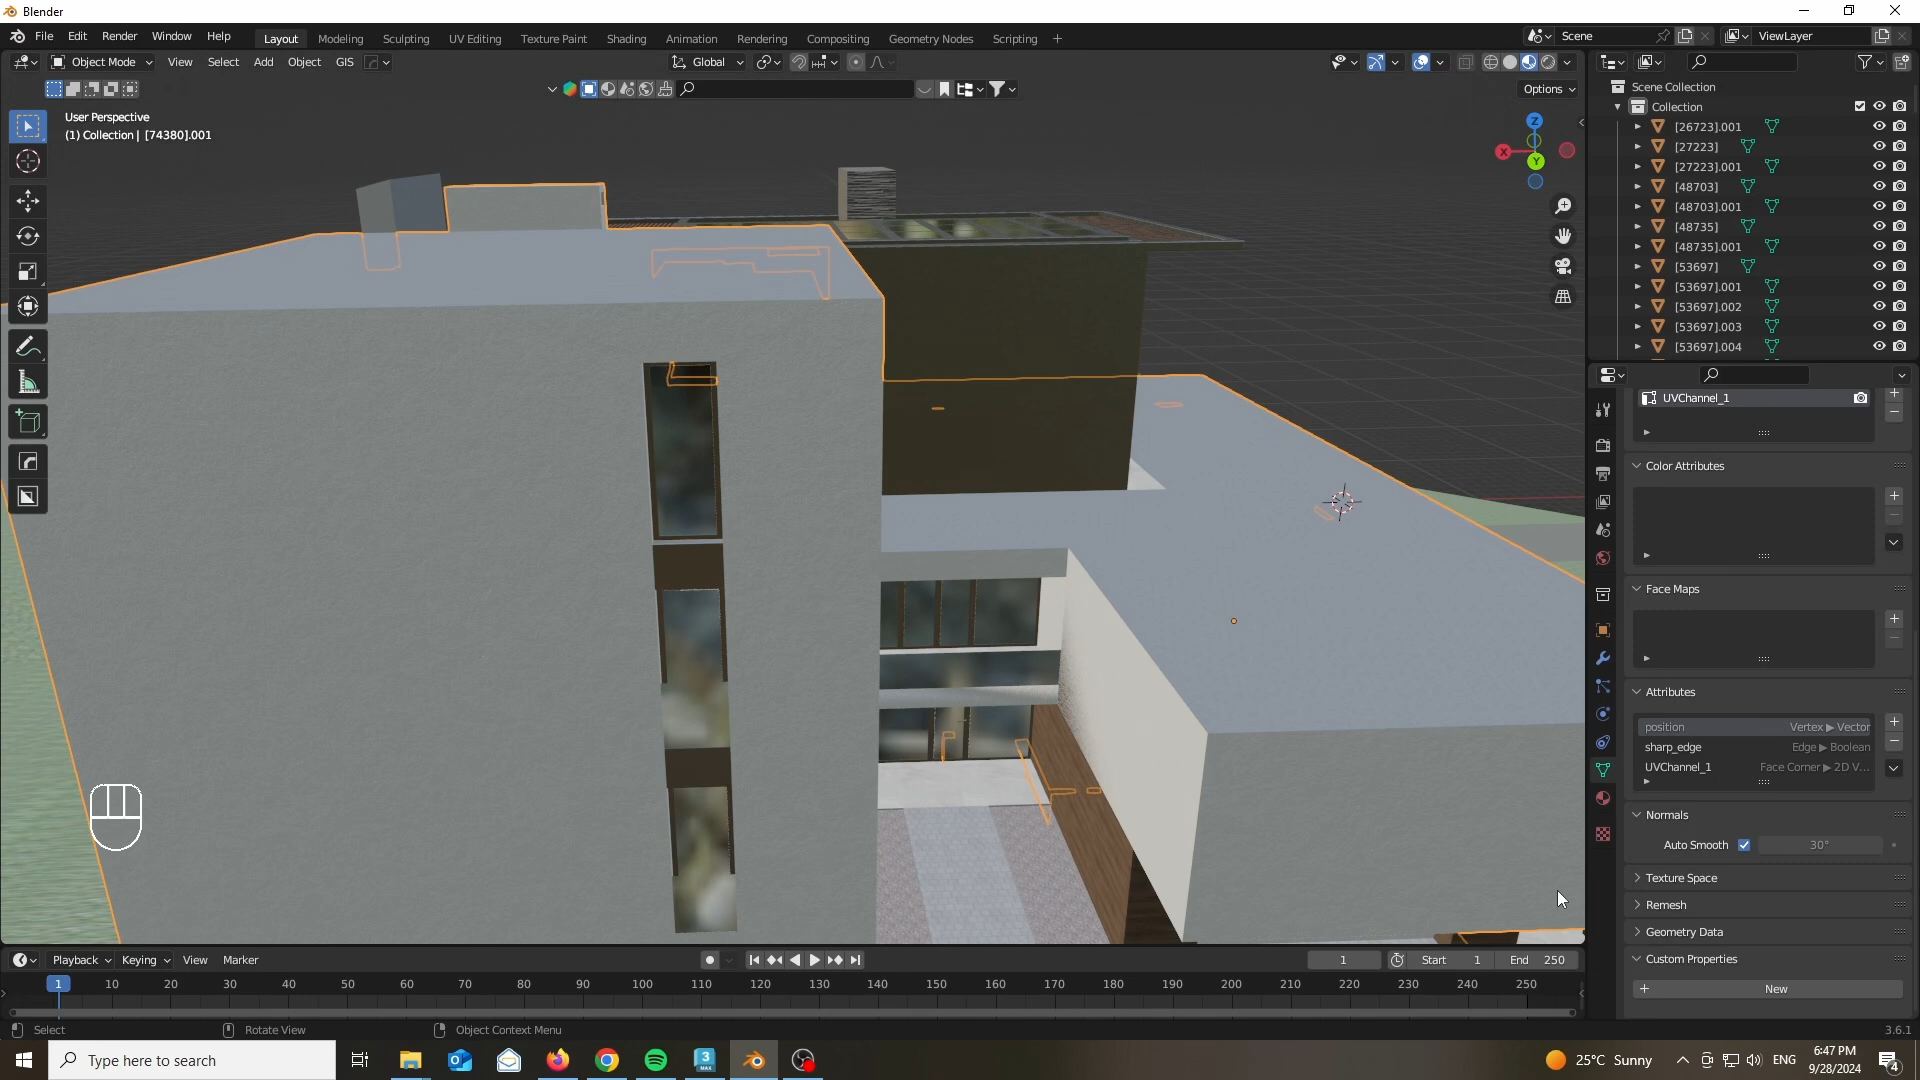 Blender
File Edit Render Window Help
Layout Modeling Sculpting UV Editing Texture Paint Shading Animation Rendering Compositing Geometry Nodes Scripting +
Scene
ViewLayer
Object Mode View Select Add Object GIS
Global
Options
User Perspective
(1) Collection | [74380].001
Z
X
Y
Scene Collection
Collection
[26723].001
[27223]
[27223].001
[48703]
[48703].001
[48735]
[48735].001
[53697]
[53697].001
[53697].002
[53697].003
[53697].004
UVChannel_1
Color Attributes
Face Maps
Attributes
position Vertex ▶ Vector
sharp_edge Edge ▶ Boolean
UVChannel_1 Face Corner ▶ 2D V...
Normals
Auto Smooth 30°
Texture Space
Remesh
Geometry Data
Custom Properties
New
Playback Keying View Marker
1 Start 1 End 250
1 10 20 30 40 50 60 70 80 90 100 110 120 130 140 150 160 170 180 190 200 210 220 230 240 250
Select Rotate View Object Context Menu
3.6.1
Type here to search
3
MAX
25°C Sunny
ENG
6:47 PM
9/28/2024
4